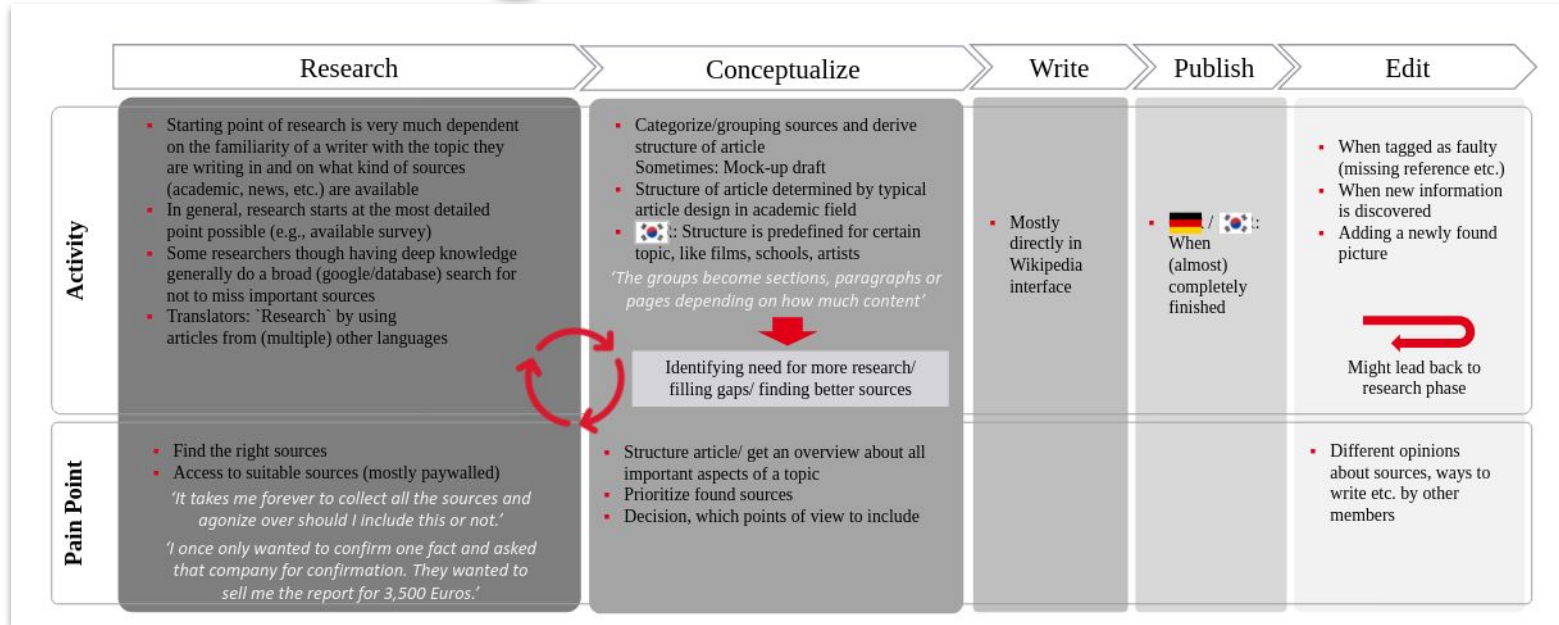 Research
Conceptualize
Write
Publish
Edit
Activity
▪ Starting point of research is very much dependent
on the familiarity of a writer with the topic they
are writing in and on what kind of sources
(academic, news, etc.) are available
▪ In general, research starts at the most detailed
point possible (e.g., available survey)
▪ Some researchers though having deep knowledge
generally do a broad (google/database) search for
not to miss important sources
▪ Translators: `Research` by using
articles from (multiple) other languages
▪ Categorize/grouping sources and derive
structure of article
Sometimes: Mock-up draft
▪ Structure of article determined by typical
article design in academic field
▪ : Structure is predefined for certain
topic, like films, schools, artists
‘The groups become sections, paragraphs or
pages depending on how much content’
Identifying need for more research/
filling gaps/ finding better sources
▪ Mostly
directly in
Wikipedia
interface
▪ / :
When
(almost)
completely
finished
▪ When tagged as faulty
(missing reference etc.)
▪ When new information
is discovered
▪ Adding a newly found
picture
Might lead back to
research phase
Pain Point
▪ Find the right sources
▪ Access to suitable sources (mostly paywalled)
‘It takes me forever to collect all the sources and
agonize over should I include this or not.’
‘I once only wanted to confirm one fact and asked
that company for confirmation. They wanted to
sell me the report for 3,500 Euros.’
▪ Structure article/ get an overview about all
important aspects of a topic
▪ Prioritize found sources
▪ Decision, which points of view to include
▪ Different opinions
about sources, ways to
write etc. by other
members